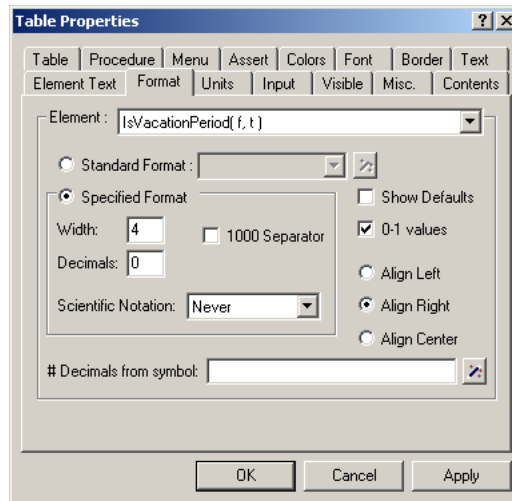 Table Properties
Table Procedure Menu Assert Colors Font Border Text
Element Text Format Units Input Visible Misc. Contents
Element : IsVacationPeriod( f, t )
Standard Format :
Specified Format Show Defaults
Width: 4 1000 Separator 0-1 values
Decimals: 0
Align Left
Scientific Notation: Never Align Right
Align Center
# Decimals from symbol:
OK Cancel Apply